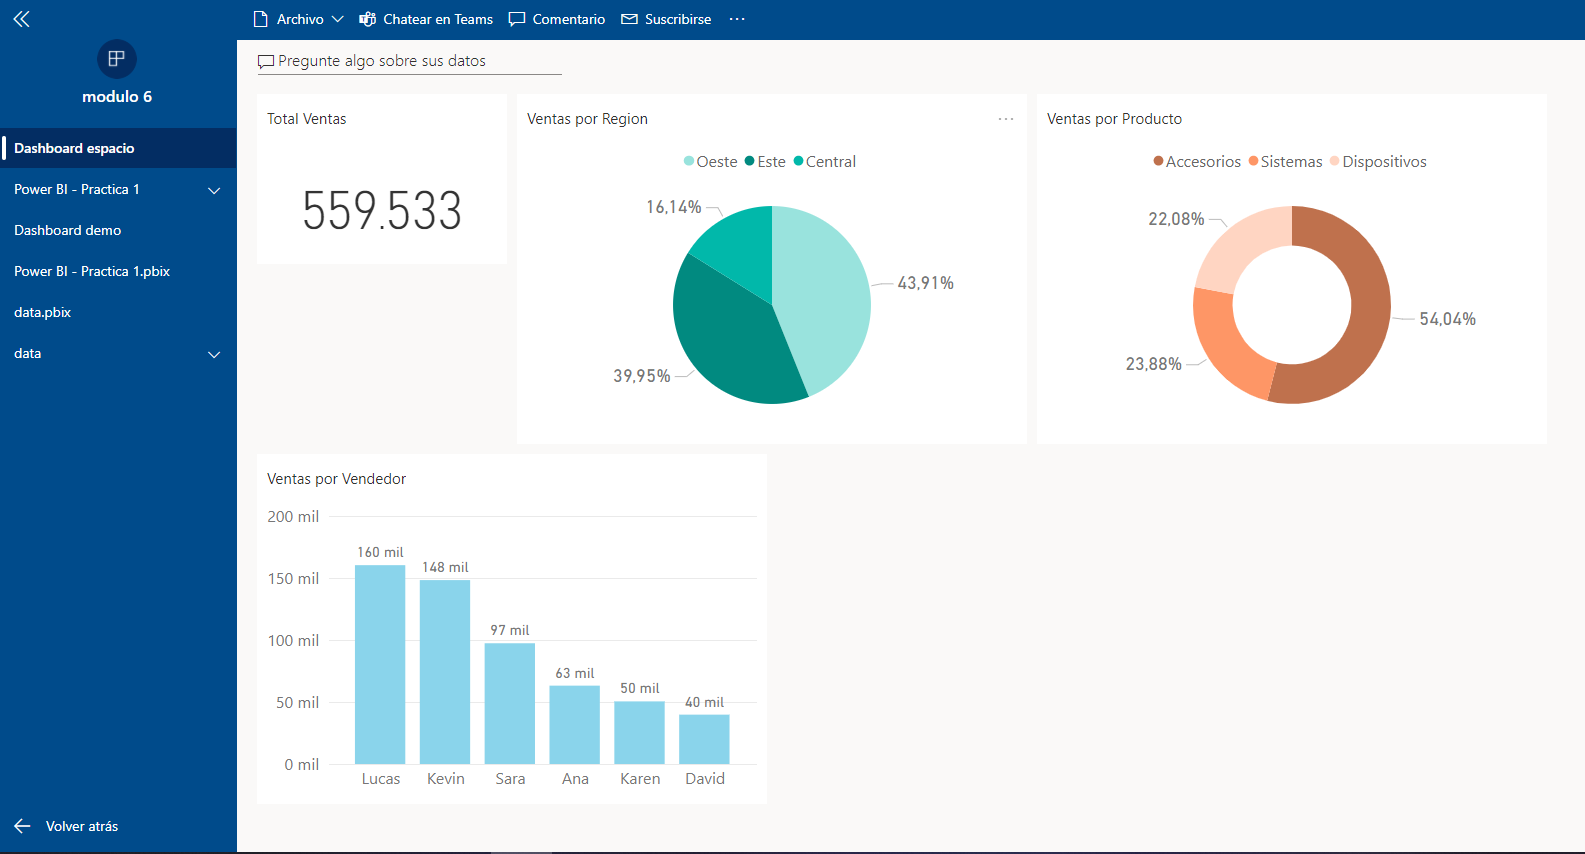 Archivo Chatear en Teams Comentario Suscribirse ...
modulo 6
Dashboard espacio
Power BI - Practica 1
Dashboard demo
Power BI - Practica 1.pbix
data.pbix
data
Volver atrás
Pregunte algo sobre sus datos
Total Ventas
559.533
Ventas por Region
...
Oeste Este Central
16,14%
43,91%
39,95%
Ventas por Producto
Accesorios Sistemas Dispositivos
22,08%
54,04%
23,88%
Ventas por Vendedor
200 mil
150 mil
100 mil
50 mil
0 mil
160 mil
148 mil
97 mil
63 mil
50 mil
40 mil
Lucas Kevin Sara Ana Karen David